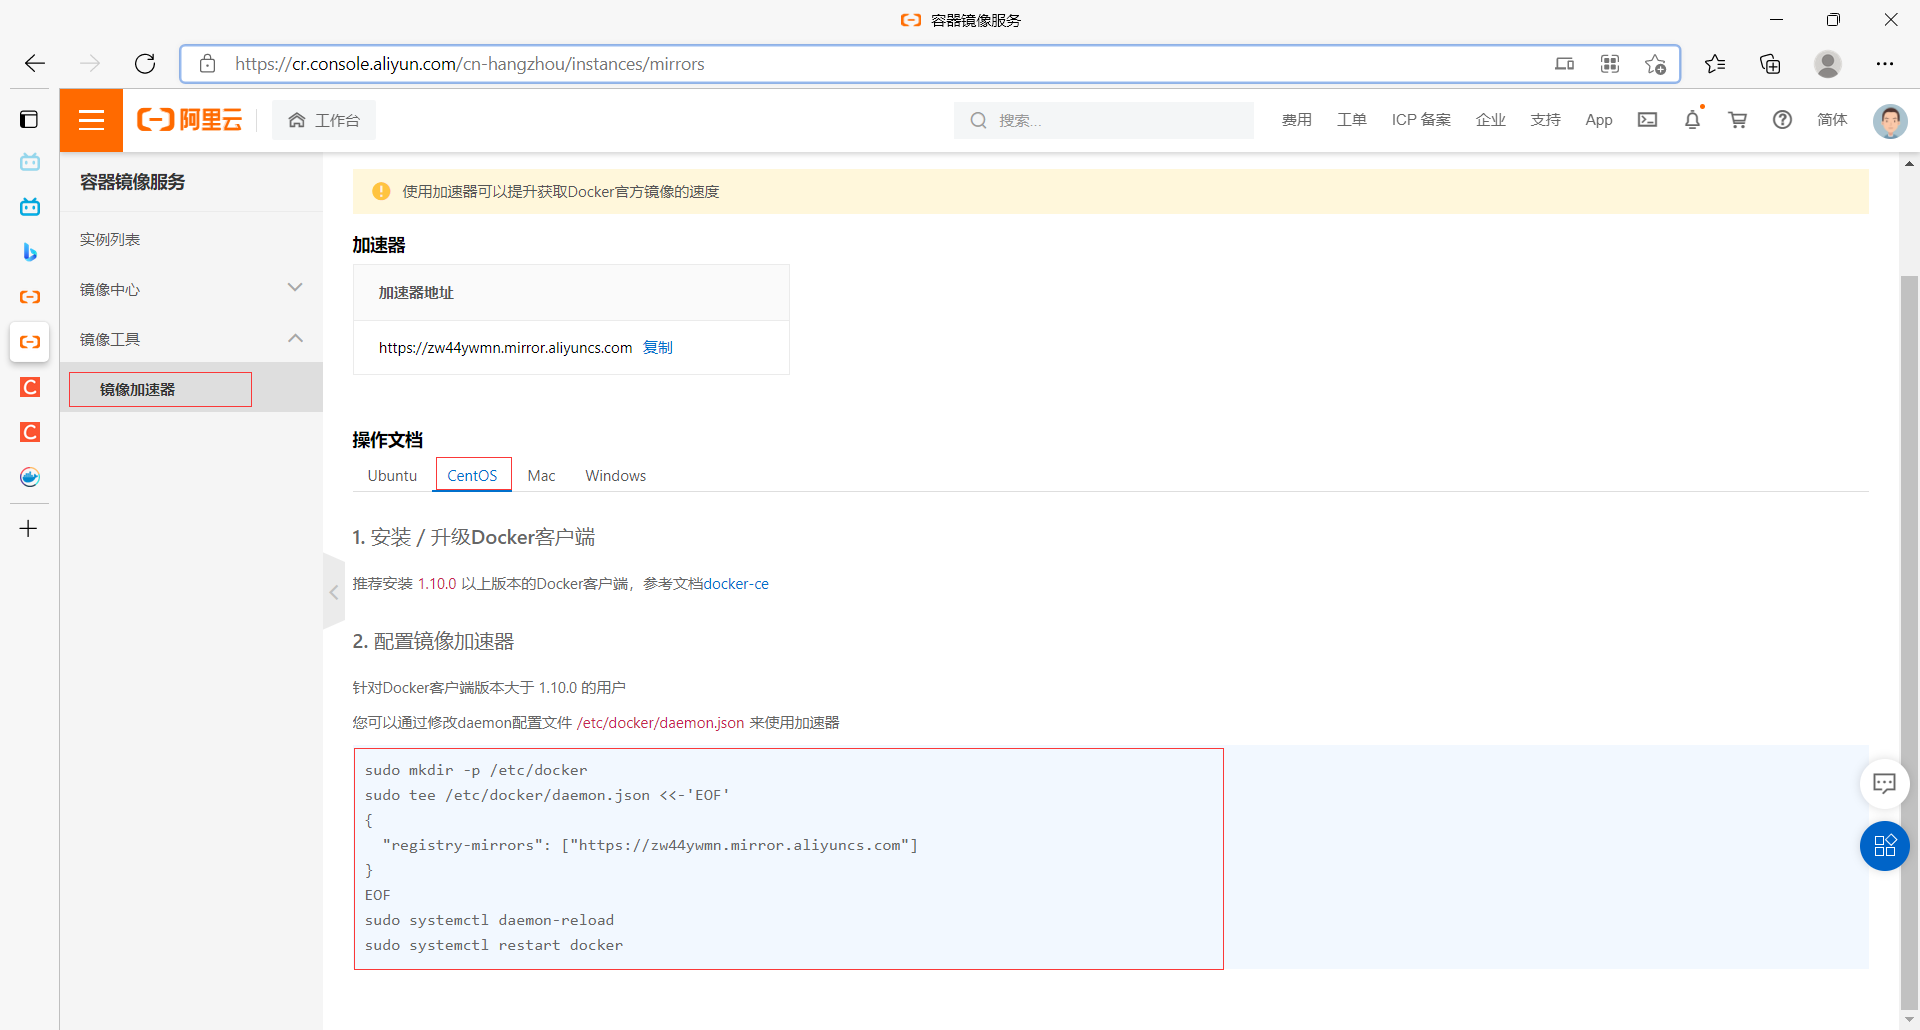 容器镜像服务
https://cr.console.aliyun.com/cn-hangzhou/instances/mirrors
阿里云
工作台
搜索...
费用
工单
ICP 备案
企业
支持
App
简体
容器镜像服务
实例列表
镜像中心
镜像工具
镜像加速器
使用加速器可以提升获取Docker官方镜像的速度
加速器
加速器地址
https://zw44ywmn.mirror.aliyuncs.com 复制
操作文档
Ubuntu CentOS Mac Windows
1. 安装 / 升级Docker客户端
推荐安装 1.10.0 以上版本的Docker客户端，参考文档docker-ce
2. 配置镜像加速器
针对Docker客户端版本大于 1.10.0 的用户
您可以通过修改daemon配置文件 /etc/docker/daemon.json 来使用加速器
sudo mkdir -p /etc/docker
sudo tee /etc/docker/daemon.json <<-'EOF'
{
  "registry-mirrors": ["https://zw44ywmn.mirror.aliyuncs.com"]
}
EOF
sudo systemctl daemon-reload
sudo systemctl restart docker